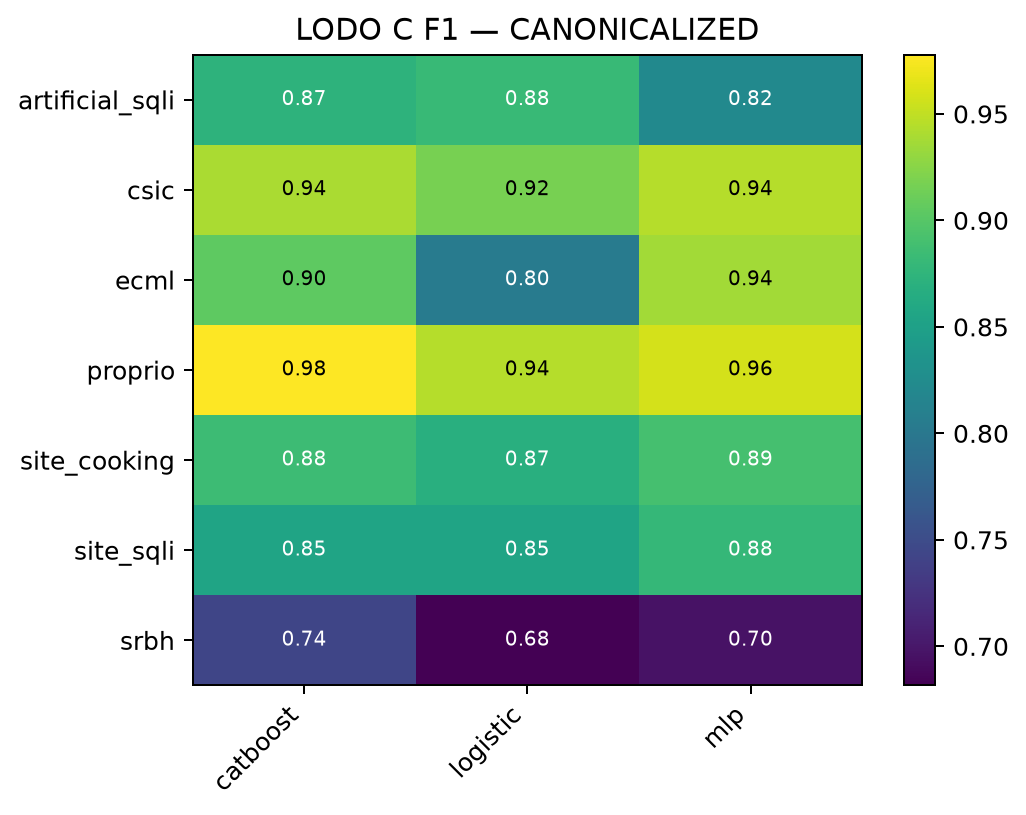 LODO C F1 — CANONICALIZED
artificial_sqli 0.87 0.88 0.82
csic 0.94 0.92 0.94
ecml 0.90 0.80 0.94
proprio 0.98 0.94 0.96
site_cooking 0.88 0.87 0.89
site_sqli 0.85 0.85 0.88
srbh 0.74 0.68 0.70
catboost logistic mlp
0.95
0.90
0.85
0.80
0.75
0.70